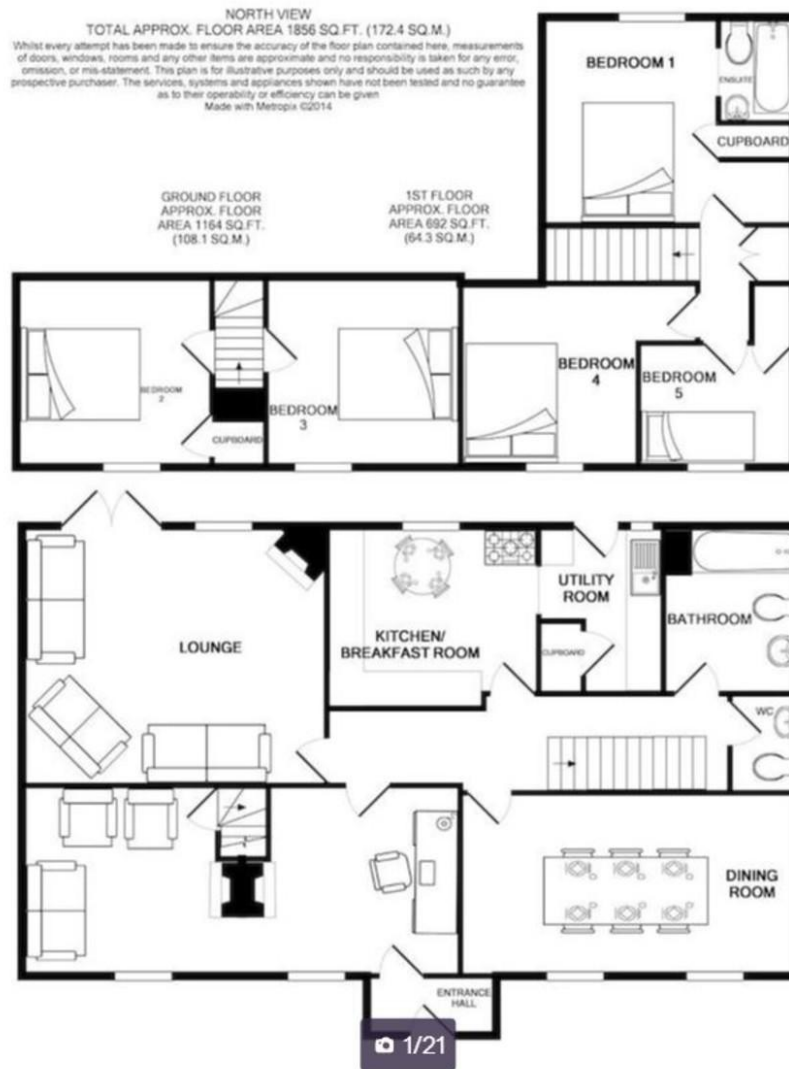 NORTH VIEW
TOTAL APPROX. FLOOR AREA 1856 SQ.FT. (172.4 SQ.M.)
Whilst every attempt has been made to ensure the accuracy of the floor plan contained here, measurements
of doors, windows, rooms and any other items are approximate and no responsibility is taken for any error,
omission, or mis-statement. This plan is for illustrative purposes only and should be used as such by any
prospective purchaser. The services, systems and appliances shown have not been tested and no guarantee
as to their operability or efficiency can be given
Made with Metropix ©2014
GROUND FLOOR
APPROX. FLOOR
AREA 1164 SQ.FT.
(108.1 SQ.M.)
1ST FLOOR
APPROX. FLOOR
AREA 692 SQ.FT.
(64.3 SQ.M.)
BEDROOM 1
ENSUITE
CUPBOARD
BEDROOM
2
CUPBOARD
BEDROOM
3
BEDROOM
4
BEDROOM
5
LOUNGE
KITCHEN/
BREAKFAST ROOM
UTILITY
ROOM
CUPBOARD
BATHROOM
WC
DINING
ROOM
ENTRANCE
HALL
1/21